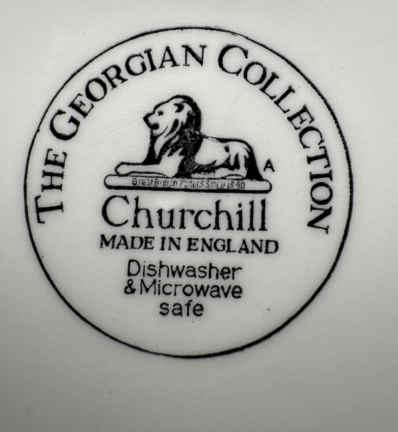 THE GEORGIAN COLLECTION
A
Churchill
MADE IN ENGLAND
Dishwasher
& Microwave
safe